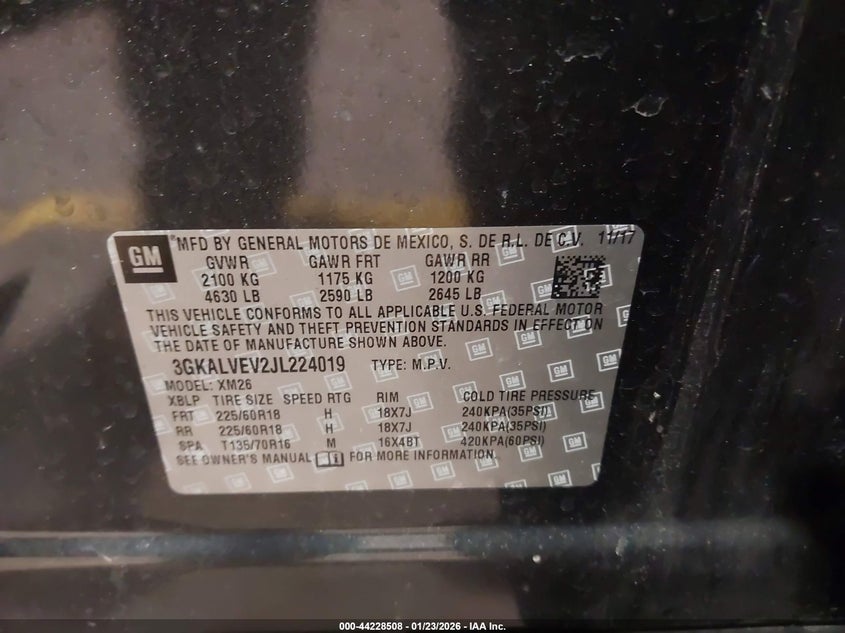 GM
MFD BY GENERAL MOTORS DE MEXICO, S. DE R.L. DE C.V. 11/17
GVWR GAWR FRT GAWR RR
2100 KG 1175 KG 1200 KG
4630 LB 2590 LB 2645 LB
THIS VEHICLE CONFORMS TO ALL APPLICABLE U.S. FEDERAL MOTOR
VEHICLE SAFETY AND THEFT PREVENTION STANDARDS IN EFFECT ON
THE DATE OF MANUFACTURE SHOWN ABOVE.
3GKALVEV2JL224019 TYPE: M.P.V.
MODEL: XM26
XBLP TIRE SIZE SPEED RTG RIM COLD TIRE PRESSURE
FRT 225/60R18 H 18X7J 240KPA(35PSI)
RR 225/60R18 H 18X7J 240KPA(35PSI)
SPA T135/70R16 M 16X4BT 420KPA(60PSI)
SEE OWNER'S MANUAL FOR MORE INFORMATION.
000-44228508 - 01/23/2026 - IAA Inc.